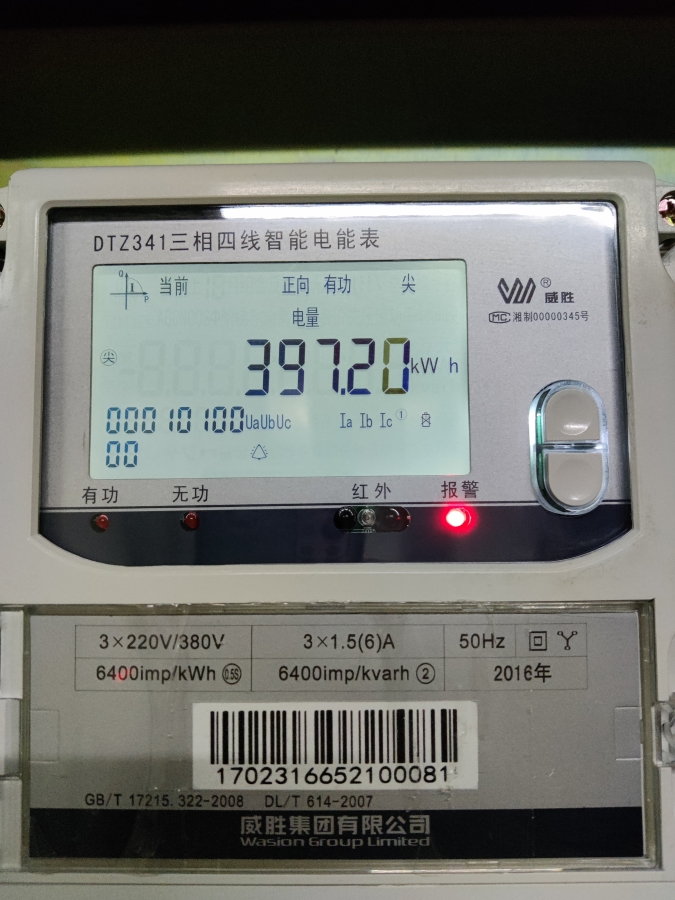 DTZ341三相四线智能电能表
Q
I
P
当前 正向 有功 尖
电量
尖
397.20kWh
00010100 UaUbUc Ia Ib Ic ①
00
®
威胜
MC 湘制00000345号
有功 无功 红外 报警
3×220V/380V 3×1.5(6)A 50Hz
6400imp/kWh 0.5S 6400imp/kvarh ② 2016年
1702316652100081
GB/T 17215.322-2008 DL/T 614-2007
威胜集团有限公司
Wasion Group Limited